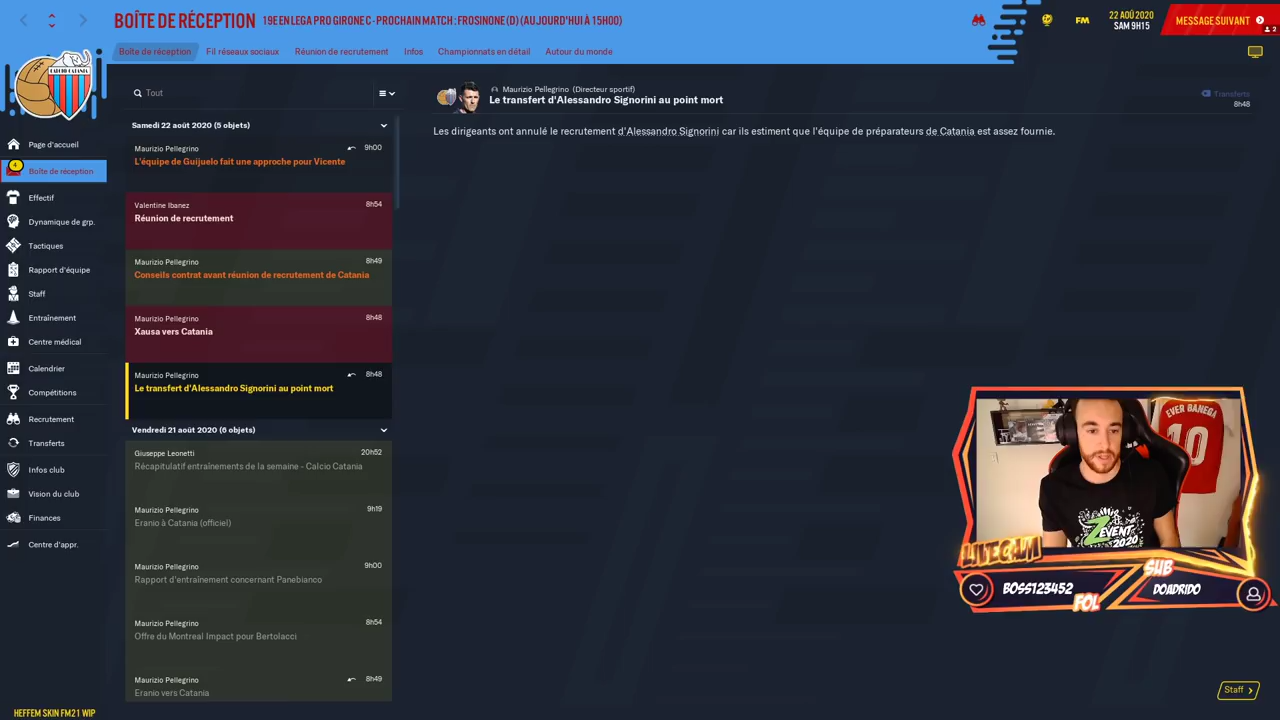 BOÎTE DE RÉCEPTION
19E EN LEGA PRO GIRONE C - PROCHAIN MATCH : FROSINONE (D) (AUJOURD'HUI À 15H00)
FM
22 AOÛ 2020
SAM 9H15
MESSAGE SUIVANT
2
Boîte de réception
Fil réseaux sociaux
Réunion de recrutement
Infos
Championnats en détail
Autour du monde
CALCIO CATANIA
Page d'accueil
4
Boîte de réception
Effectif
Dynamique de grp.
Tactiques
Rapport d'équipe
Staff
Entraînement
Centre médical
Calendrier
Compétitions
Recrutement
Transferts
Infos club
Vision du club
Finances
Centre d'appr.
HEFFEM SKIN FM21 WIP
Tout
Samedi 22 août 2020 (5 objets)
Maurizio Pellegrino 9h00
L'équipe de Guijuelo fait une approche pour Vicente
Valentine Ibanez 8h54
Réunion de recrutement
Maurizio Pellegrino 8h49
Conseils contrat avant réunion de recrutement de Catania
Maurizio Pellegrino 8h48
Xausa vers Catania
Maurizio Pellegrino 8h48
Le transfert d'Alessandro Signorini au point mort
Vendredi 21 août 2020 (6 objets)
Giuseppe Leonetti 20h52
Récapitulatif entraînements de la semaine - Calcio Catania
Maurizio Pellegrino 9h19
Eranio à Catania (officiel)
Maurizio Pellegrino 9h00
Rapport d'entraînement concernant Panebianco
Maurizio Pellegrino 8h54
Offre du Montreal Impact pour Bertolacci
Maurizio Pellegrino 8h49
Eranio vers Catania
Maurizio Pellegrino (Directeur sportif)
Le transfert d'Alessandro Signorini au point mort
Transferts
8h48
Les dirigeants ont annulé le recrutement d'Alessandro Signorini car ils estiment que l'équipe de préparateurs de Catania est assez fournie.
EVER BANEGA
10
ZEVENT
2020
LIVECAM
BOSS123452
FOL
SUB
DOADRIDO
Staff